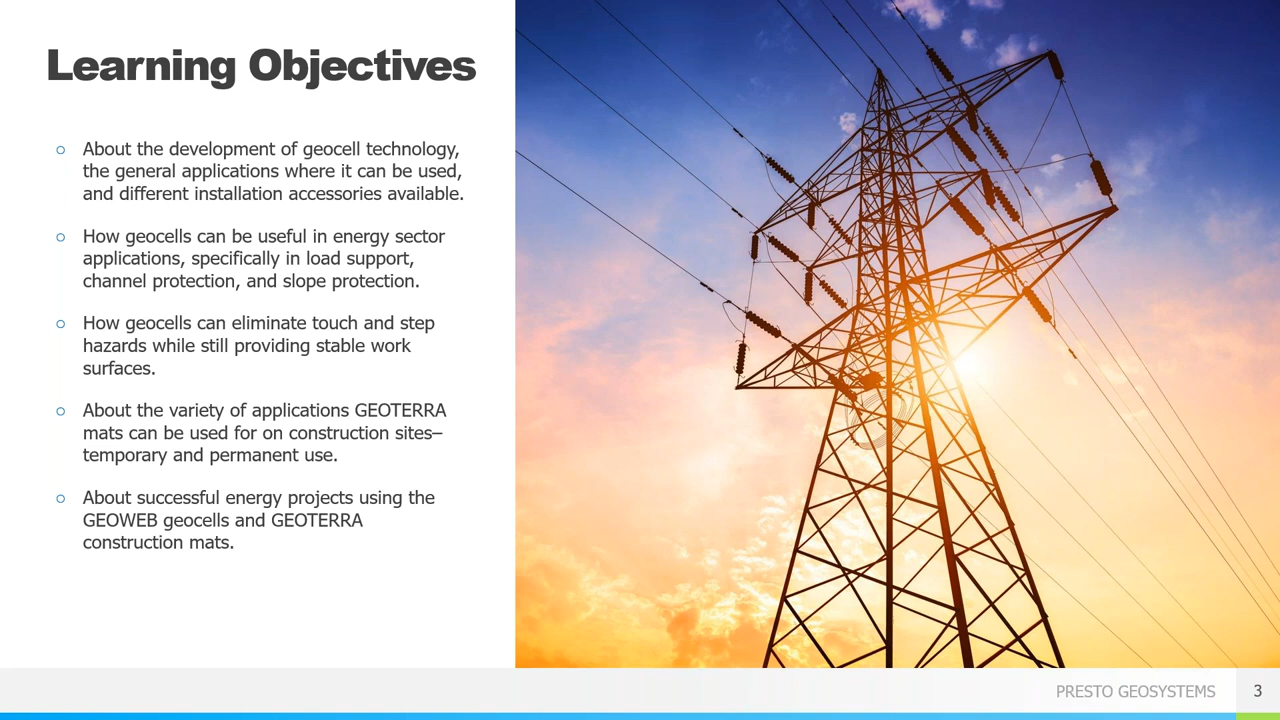 Learning Objectives
○ About the development of geocell technology,
the general applications where it can be used,
and different installation accessories available.
○ How geocells can be useful in energy sector
applications, specifically in load support,
channel protection, and slope protection.
○ How geocells can eliminate touch and step
hazards while still providing stable work
surfaces.
○ About the variety of applications GEOTERRA
mats can be used for on construction sites–
temporary and permanent use.
○ About successful energy projects using the
GEOWEB geocells and GEOTERRA
construction mats.
PRESTO GEOSYSTEMS
3